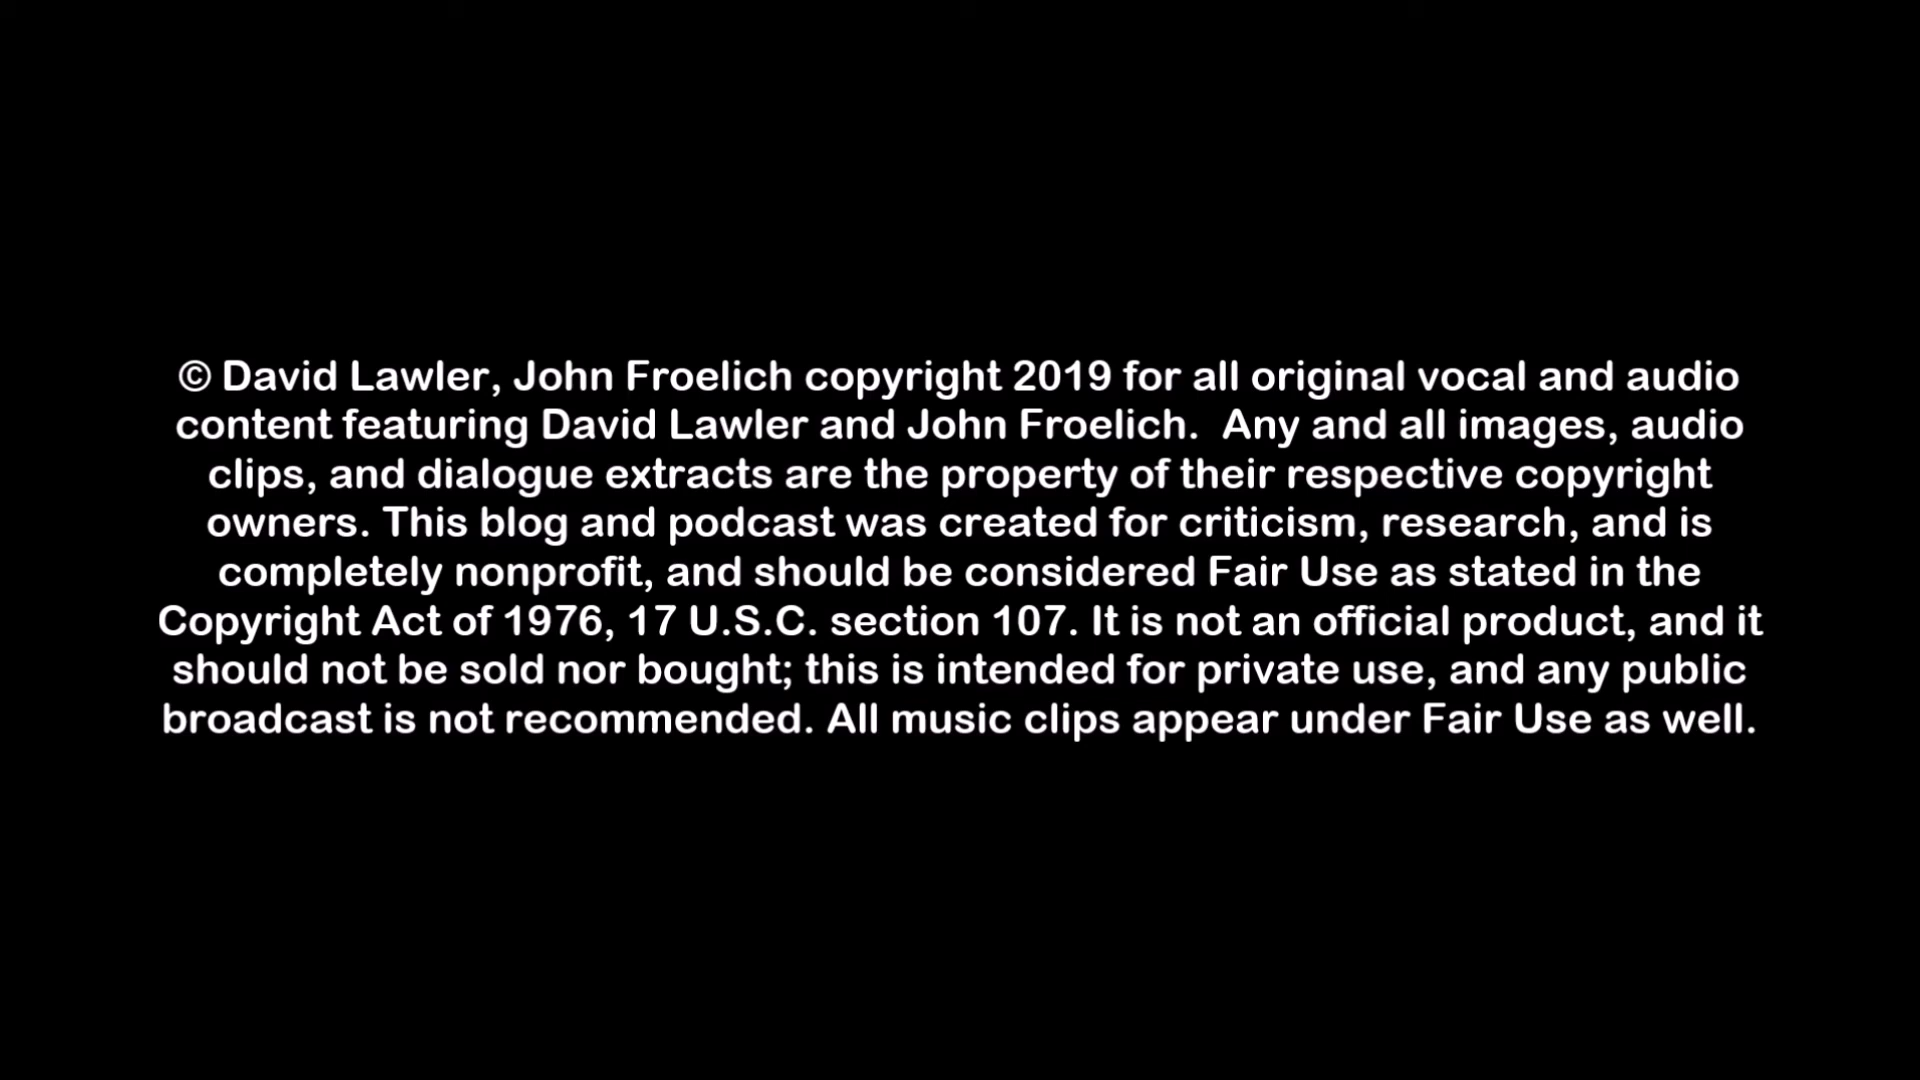 © David Lawler, John Froelich copyright 2019 for all original vocal and audio
content featuring David Lawler and John Froelich.  Any and all images, audio
clips, and dialogue extracts are the property of their respective copyright
owners. This blog and podcast was created for criticism, research, and is
completely nonprofit, and should be considered Fair Use as stated in the
Copyright Act of 1976, 17 U.S.C. section 107. It is not an official product, and it
should not be sold nor bought; this is intended for private use, and any public
broadcast is not recommended. All music clips appear under Fair Use as well.